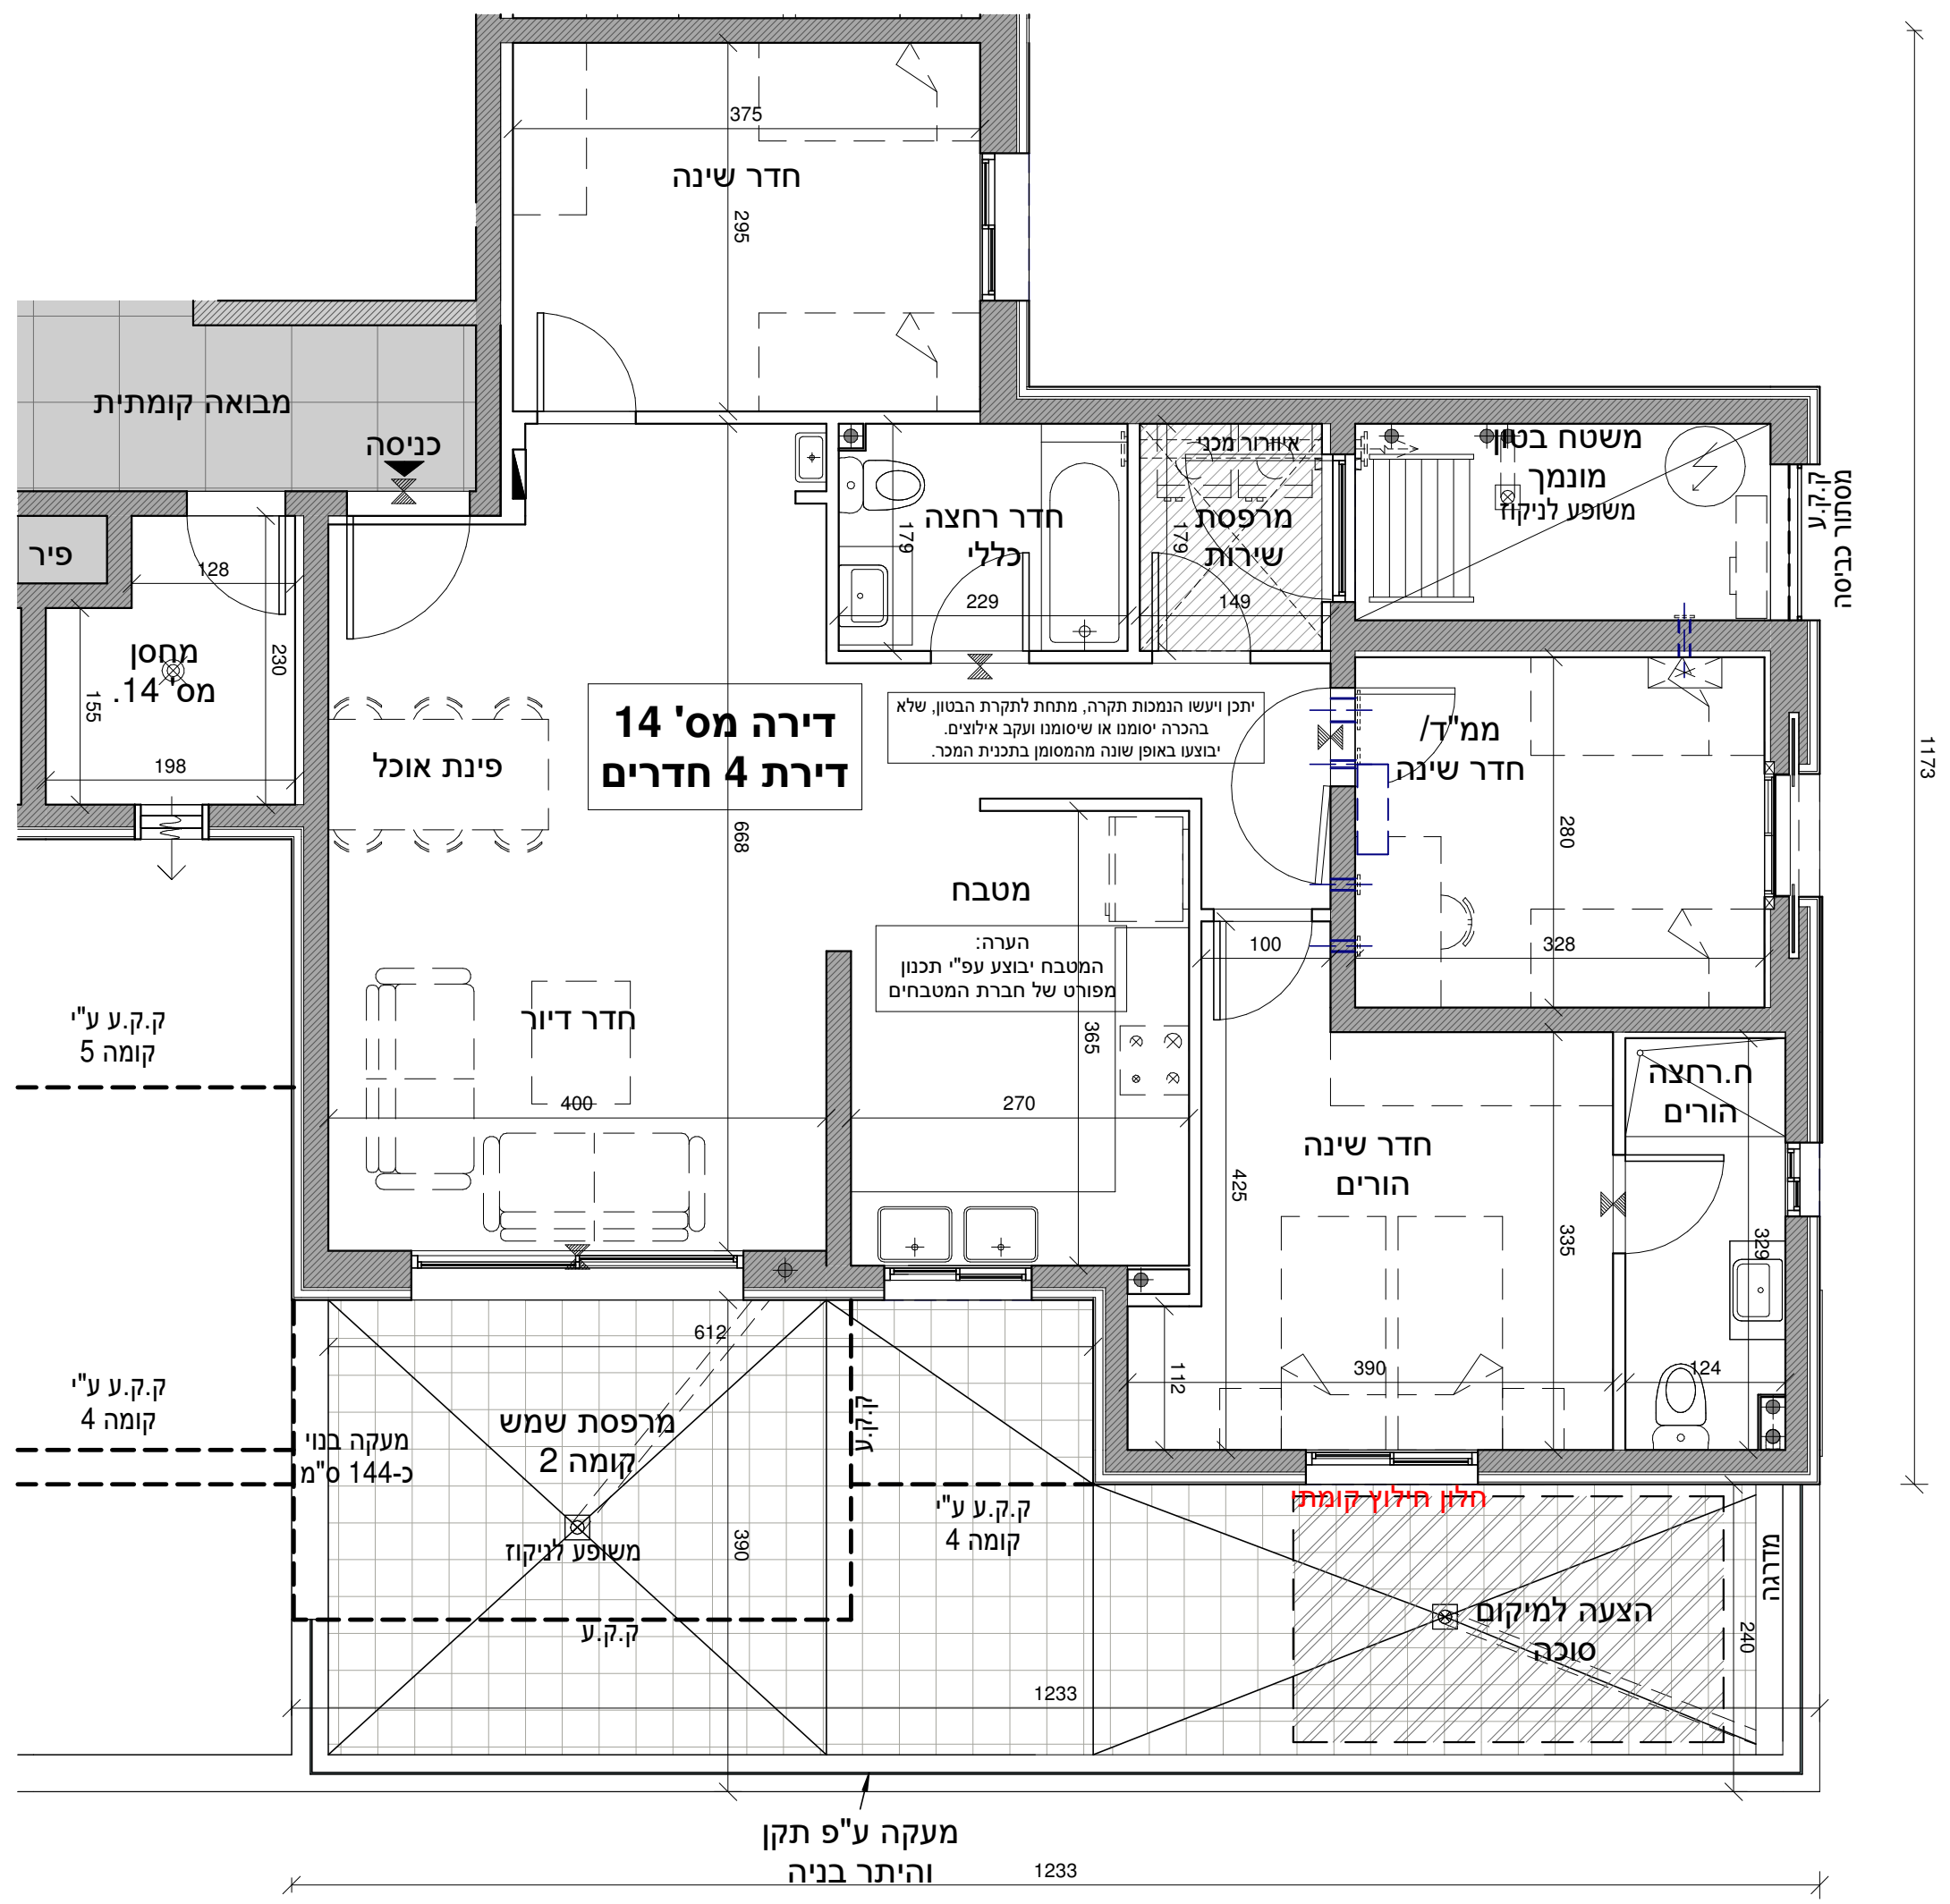 375
חדר שינה
295
מבואה קומתית
כניסה
פיר
128
230
155
מחסן
מס' 14.
198
איוורור מכני
חדר רחצה
כללי
179
229
מרפסת
שירות
179
149
משטח בטון
מונמך
משופע לניקוז
ק.ק.ע
מסתור כביסה
1173
דירה מס' 14
דירת 4 חדרים
יתכן ויעשו הנמכות תקרה, מתחת לתקרת הבטון, שלא
בהכרה יסומנו או שיסומנו ועקב אילוצים.
יבוצעו באופן שונה מהמסומן בתכנית המכר.
ממ"ד/
חדר שינה
280
328
פינת אוכל
668
מטבח
הערה:
המטבח יבוצע עפ"י תכנון
מפורט של חברת המטבחים
365
270
100
חדר דיור
400
ק.ק.ע ע"י
קומה 5
ק.ק.ע ע"י
קומה 4
חדר שינה
הורים
425
335
390
112
ח.רחצה
הורים
329
124
612
מרפסת שמש
קומה 2
מעקה בנוי
כ-144 ס"מ
משופע לניקוז
390
ק.ק.ע
ק.ק.ע
ק.ק.ע ע"י
קומה 4
חלון חילוץ קומתי
הצעה למיקום
סוכה
מדרגה
240
1233
מעקה ע"פ תקן
והיתר בניה
1233